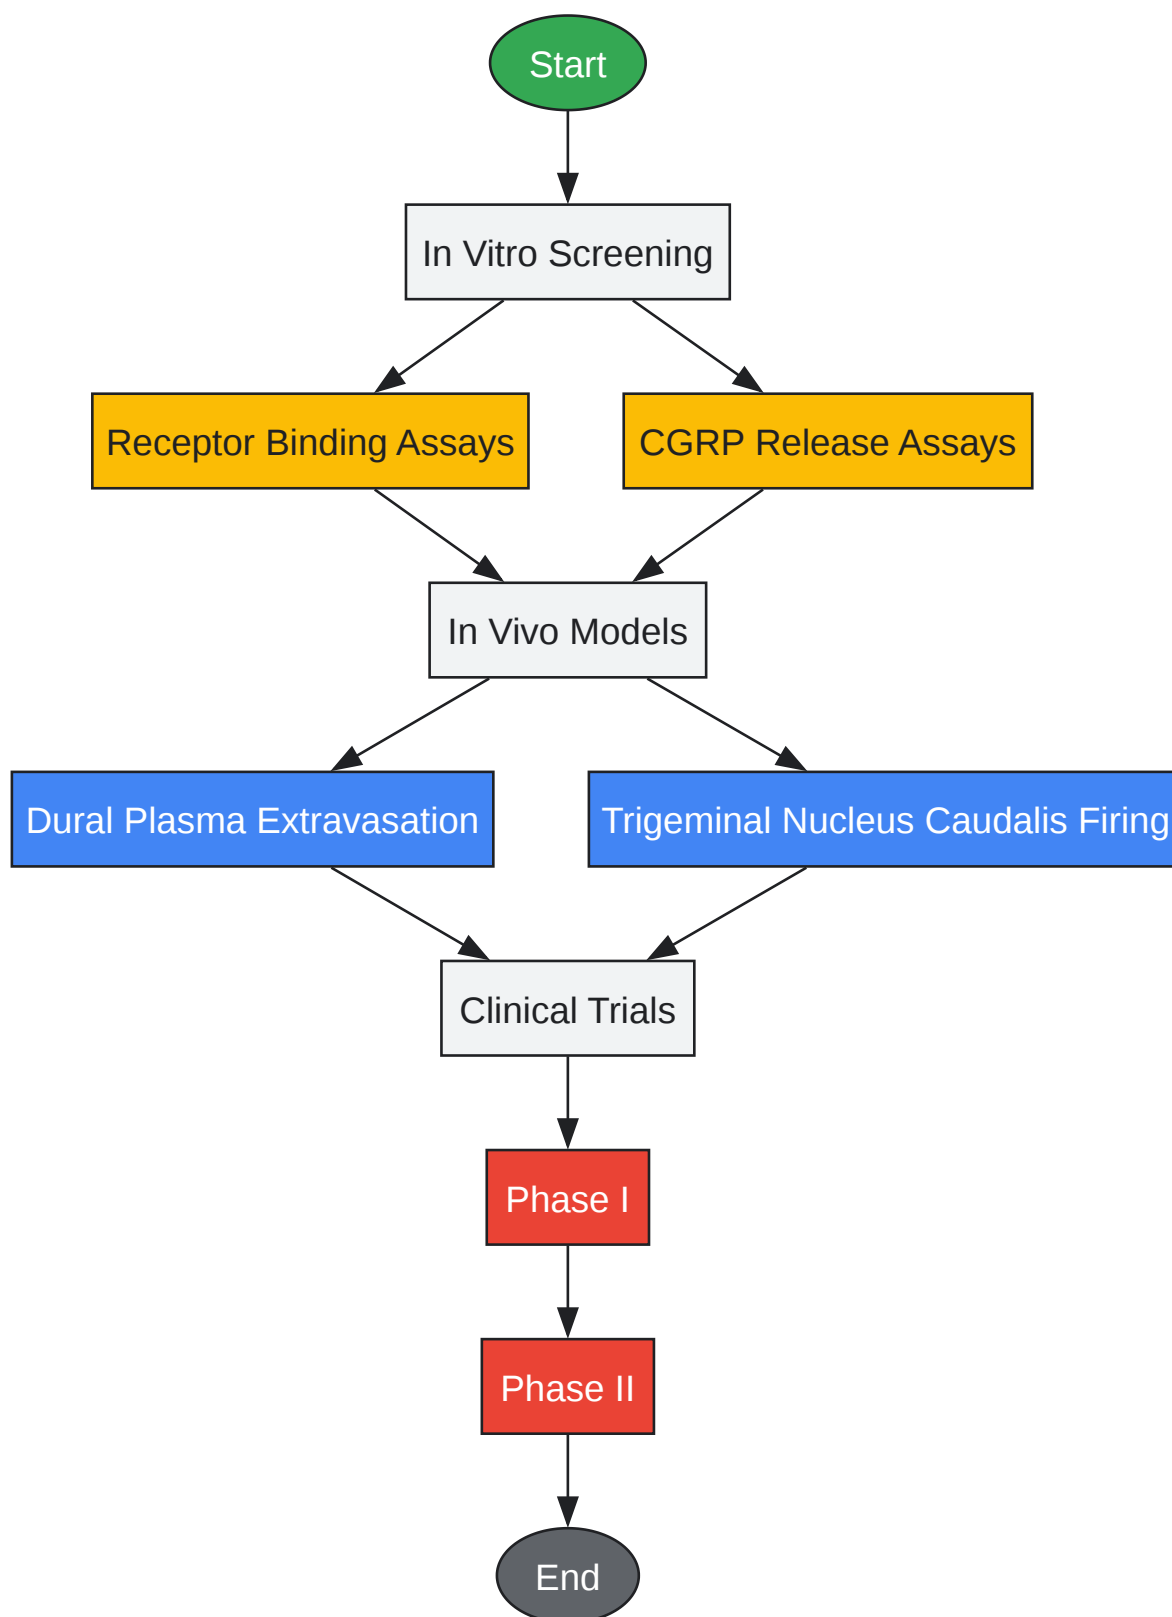 Start
In Vitro Screening
Receptor Binding Assays
CGRP Release Assays
In Vivo Models
Dural Plasma Extravasation
Trigeminal Nucleus Caudalis Firing
Clinical Trials
Phase I
Phase II
End